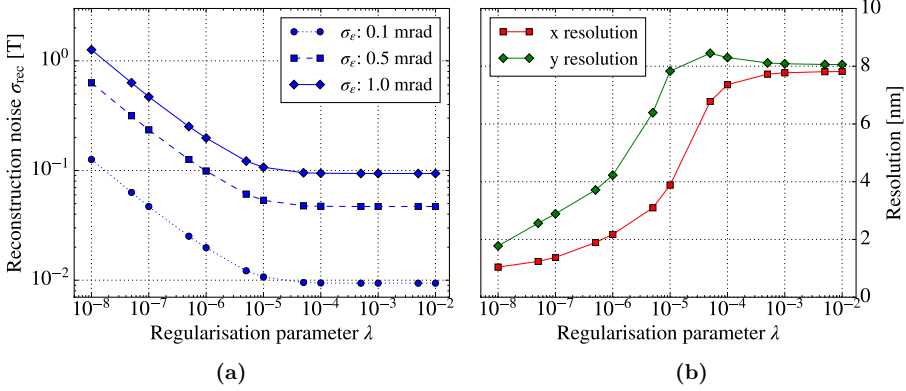 Reconstruction noise σrec [T]
10⁰
10⁻¹
10⁻²
σε: 0.1 mrad
σε: 0.5 mrad
σε: 1.0 mrad
10⁻⁸ 10⁻⁷ 10⁻⁶ 10⁻⁵ 10⁻⁴ 10⁻³ 10⁻²
Regularisation parameter λ
(a)
x resolution
y resolution
10
8
6
4
2
0
Resolution [nm]
10⁻⁸ 10⁻⁷ 10⁻⁶ 10⁻⁵ 10⁻⁴ 10⁻³ 10⁻²
Regularisation parameter λ
(b)